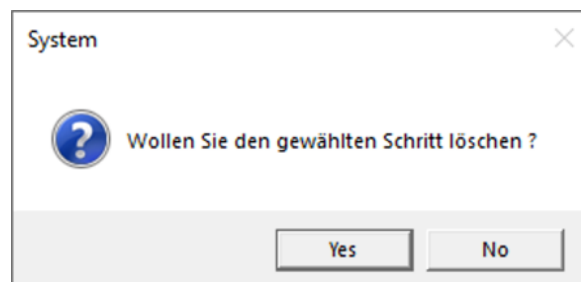 System
Wollen Sie den gewählten Schritt löschen ?
Yes No